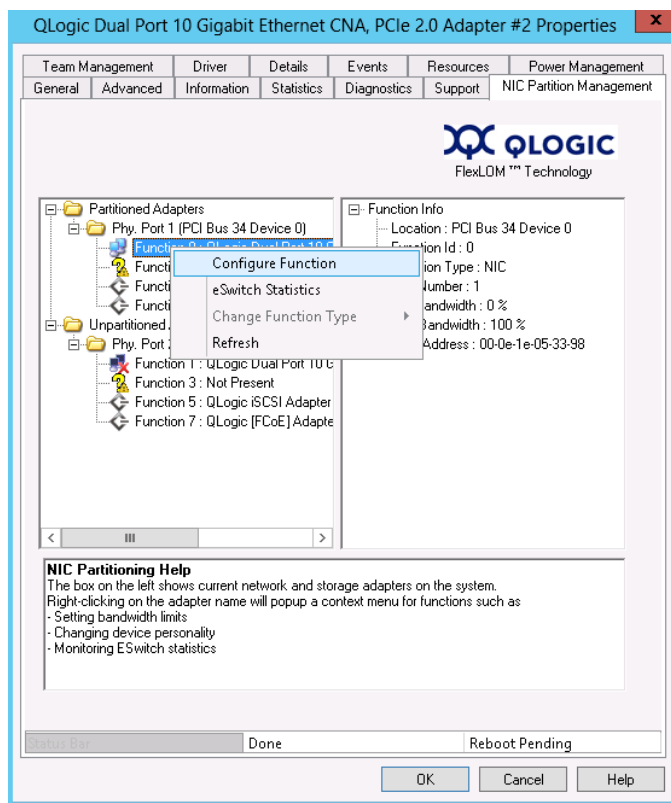 QLogic Dual Port 10 Gigabit Ethernet CNA, PCIe 2.0 Adapter #2 Properties
x
Team Management Driver Details Events Resources Power Management
General Advanced Information Statistics Diagnostics Support NIC Partition Management
QLOGIC
FlexLOM ™ Technology
Partitioned Ada
Phy. Port 1 (PCI Bus 34 Device 0)
Functi
Functi
Functi
Functi
Unpartitioned
Phy. Port
Function 1 : QLogic Dual Port 10 G
Function 3 : Not Present
Function 5 : QLogic iSCSI Adapter
Function 7 : QLogic [FCoE] Adapte
Configure Function
eSwitch Statistics
Change Function Type
Refresh
Function Info
Location : PCI Bus 34 Device 0
Function Id : 0
ion Type : NIC
Number : 1
andwidth : 0 %
Bandwidth : 100 %
Address : 00-0e-1e-05-33-98
NIC Partitioning Help
The box on the left shows current network and storage adapters on the system.
Right-clicking on the adapter name will popup a context menu for functions such as
- Setting bandwidth limits
- Changing device personality
- Monitoring ESwitch statistics
Status Bar Done Reboot Pending
OK Cancel Help